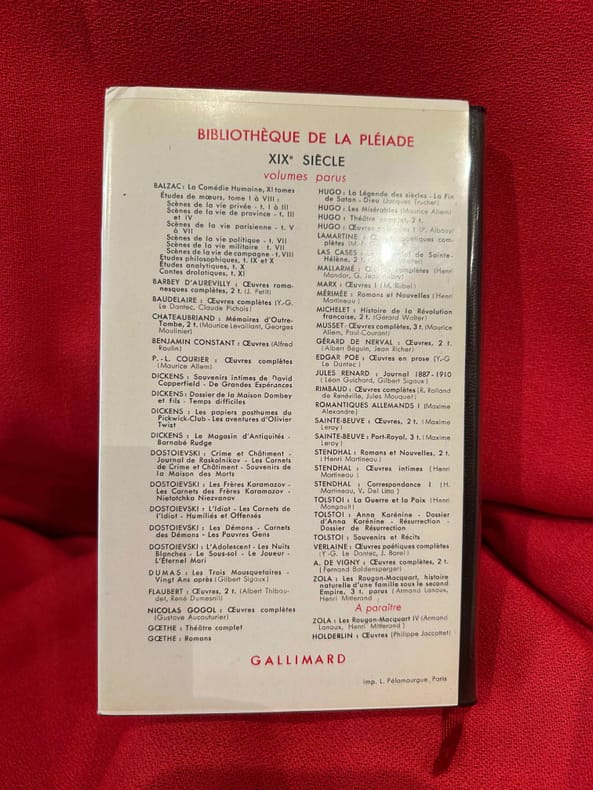 BIBLIOTHÈQUE DE LA PLÉIADE
XIXe SIÈCLE
volumes parus
BALZAC: La Comédie Humaine, XI tomes
Études de mœurs, tome I à VIII :
Scènes de la vie privée - t. I à III
Scènes de la vie de province - t. III
et IV
Scènes de la vie parisienne - t. V
à VII
Scènes de la vie politique - t. VII
Scènes de la vie militaire - t. VII
Scènes de la vie de campagne - t. VIII
Études philosophiques, t. IX et X
Études analytiques, t. X
Contes drolatiques, t. XI
BARBEY D'AUREVILLY : Œuvres roma-
nesques complètes, 2 t. (J. Petit)
BAUDELAIRE : Œuvres complètes (Y.-G.
Le Dantec, Claude Pichois)
CHATEAUBRIAND : Mémoires d'Outre-
Tombe, 2 t. (Maurice Levaillant, Georges
Moulinier)
BENJAMIN CONSTANT : Œuvres (Alfred
Roulin)
P. - L. COURIER : Œuvres complètes
(Maurice Allem)
DICKENS : Souvenirs intimes de David
Copperfield - De Grandes Espérances
DICKENS : Dossier de la Maison Dombey
et fils - Temps difficiles
DICKENS : Les papiers posthumes du
Pickwick-Club - Les aventures d'Olivier
Twist
DICKENS : Le Magasin d'Antiquités -
Barnabé Rudge
DOSTOIEVSKI : Crime et Châtiment -
Journal de Raskolnikov - Les Carnets
de Crime et Châtiment - Souvenirs de
la Maison des Morts
DOSTOIEVSKI : Les Frères Karamazov -
Les Carnets des Frères Karamazov -
Nietotchka Niezvanov
DOSTOIEVSKI : L'Idiot - Les Carnets de
l'Idiot - Humiliés et Offensés
DOSTOIEVSKI : Les Démons - Carnets
des Démons - Les Pauvres Gens
DOSTOIEVSKI : L'Adolescent - Les Nuits
Blanches - Le Sous-sol - Le Joueur -
L'Éternel Mari
DUMAS : Les Trois Mousquetaires -
Vingt Ans après (Gilbert Sigaux)
FLAUBERT : Œuvres, 2 t. (Albert Thibau-
det, René Dumesnil)
NICOLAS GOGOL : Œuvres complètes
(Gustave Aucouturier)
GŒTHE : Théâtre complet
GŒTHE : Romans
HUGO : La Légende des siècles - La Fin
de Satan - Dieu (Jacques Truchet)
HUGO : Les Misérables (Maurice Allem)
HUGO : Théâtre complet, 2 t.
HUGO : Œuvres I (P. Albouy)
LAMARTINE : Œuvres poétiques com-
plètes
LAS CASES : de Sainte-
Hélène, 2 t.
MALLARMÉ : Œuvres complètes (Henri
Mondor, G. Jean-Aubry)
MARX : Œuvres I (M. Rubel)
MÉRIMÉE : Romans et Nouvelles (Henri
Martineau)
MICHELET : Histoire de la Révolution
française, 2 t. (Gérard Walter)
MUSSET : Œuvres complètes, 3 t. (Maurice
Allem, Paul-Courant)
GÉRARD DE NERVAL : Œuvres, 2 t.
(Albert Béguin, Jean Richer)
EDGAR POE : Œuvres en prose (Y.-G
Le Dantec)
JULES RENARD : Journal 1887-1910
(Léon Guichard, Gilbert Sigaux)
RIMBAUD : Œuvres complètes (R. Rolland
de Renéville, Jules Mouquet)
ROMANTIQUES ALLEMANDS I (Maxime
Alexandre)
SAINTE-BEUVE : Œuvres, 2 t. (Maxime
Leroy)
SAINTE-BEUVE : Port-Royal, 3 t. (Maxime
Leroy)
STENDHAL : Romans et Nouvelles, 2 t.
(Henri Martineau)
STENDHAL : Œuvres intimes (Henri
Martineau)
STENDHAL : Correspondance I (H.
Martineau, V. Del Litto)
TOLSTOI : La Guerre et la Paix (Henri
Mongault)
TOLSTOI : Anna Karénine - Dossier
d'Anna Karénine - Résurrection -
Dossier de Résurrection
TOLSTOI : Souvenirs et Récits
VERLAINE : Œuvres poétiques complètes
(Y.-G. Le Dantec, J. Borel)
A. DE VIGNY : Œuvres complètes, 2 t.
(Fernand Baldensperger)
ZOLA : Les Rougon-Macquart, histoire
naturelle d'une famille sous le second
Empire, 3 t. parus (Armand Lanoux,
Henri Mitterand)
A paraître
ZOLA : Les Rougon-Macquart IV (Armand
Lanoux, Henri Mitterand)
HOLDERLIN : Œuvres (Philippe Jaccottet)
GALLIMARD
imp. L. Pélamourgue, Paris